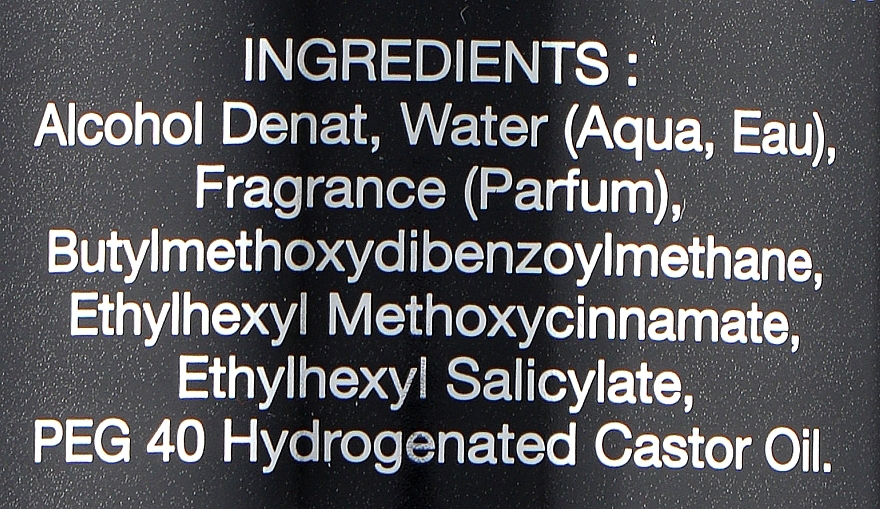 INGREDIENTS :
Alcohol Denat, Water (Aqua, Eau),
Fragrance (Parfum),
Butylmethoxydibenzoylmethane,
Ethylhexyl Methoxycinnamate,
Ethylhexyl Salicylate,
PEG 40 Hydrogenated Castor Oil.